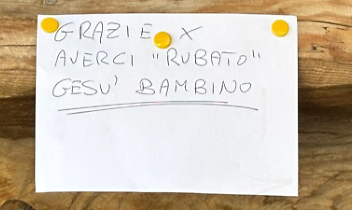 GRAZIE X
AVERCI "RUBATO"
GESU' BAMBINO